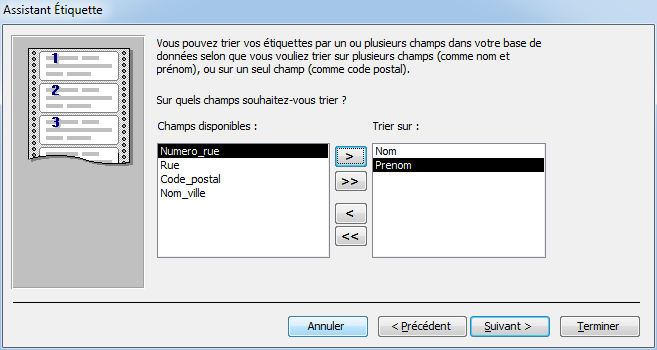 Assistant Étiquette
1
2
3
Vous pouvez trier vos étiquettes par un ou plusieurs champs dans votre base de
données selon que vous vouliez trier sur plusieurs champs (comme nom et
prénom), ou sur un seul champ (comme code postal).
Sur quels champs souhaitez-vous trier ?
Champs disponibles :
Trier sur :
Numero_rue
Rue
Code_postal
Nom_ville
>
>>
<
<<
Nom
Prenom
Annuler
< Précédent
Suivant >
Terminer